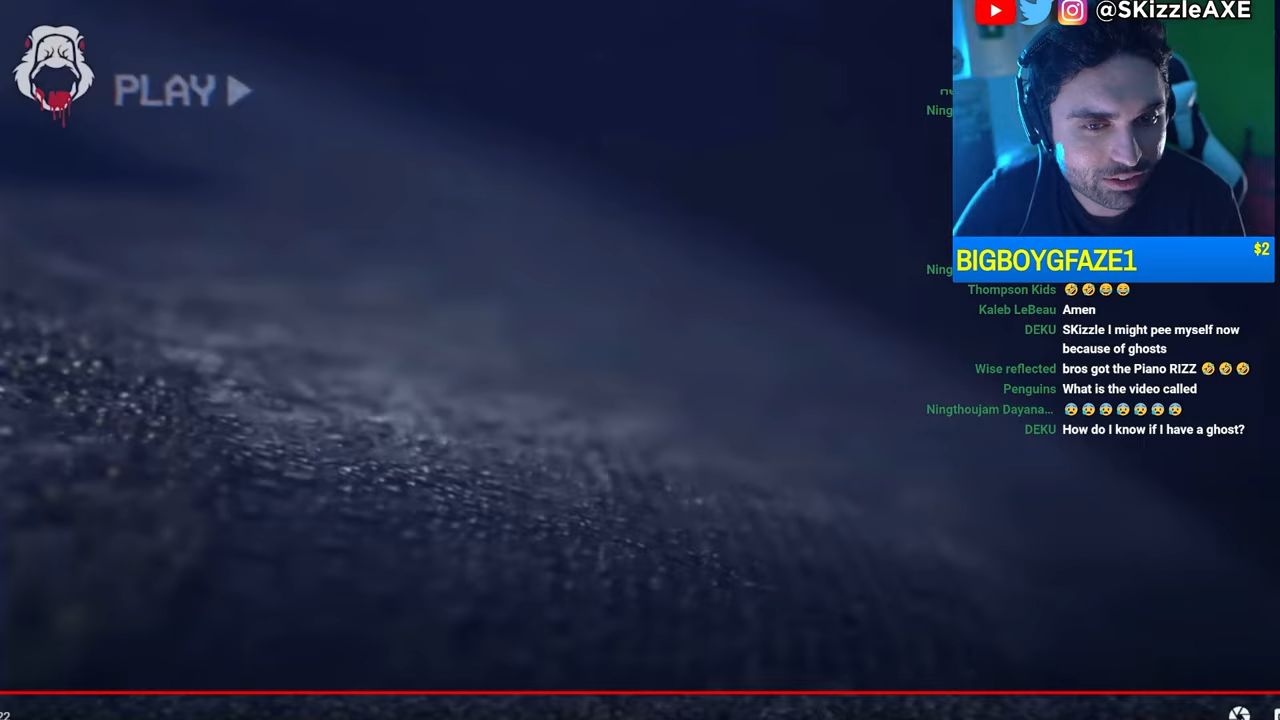 @SKizzleAXE
PLAY
Ning
BIGBOYGFAZE1
$2
Ning
Thompson Kids 🤣 🤣 😂 😂
Kaleb LeBeau Amen
DEKU SKizzle I might pee myself now
because of ghosts
Wise reflected bros got the Piano RIZZ 🤣 🤣 🤣
Penguins What is the video called
Ningthoujam Dayana... 😰 😰 😰 😰 😰 😰 😰
DEKU How do I know if I have a ghost?